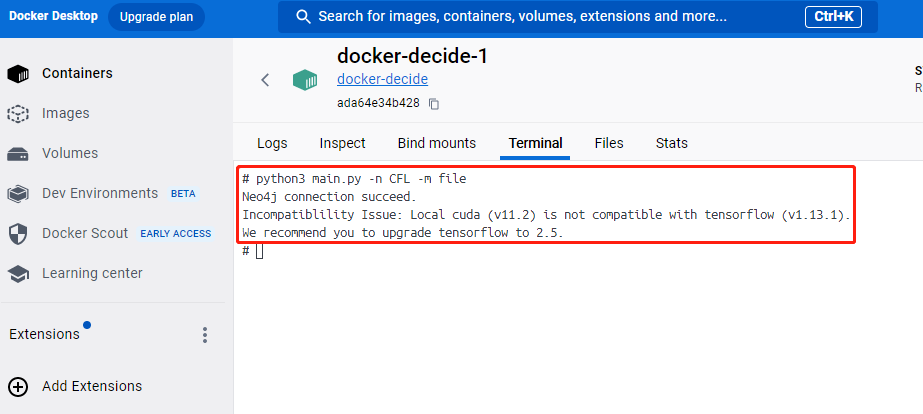 Docker Desktop
Upgrade plan
Search for images, containers, volumes, extensions and more...
Ctrl+K
Containers
Images
Volumes
Dev Environments BETA
Docker Scout EARLY ACCESS
Learning center
Extensions
Add Extensions
docker-decide-1
docker-decide
ada64e34b428
S
R
Logs
Inspect
Bind mounts
Terminal
Files
Stats
# python3 main.py -n CFL -m file
Neo4j connection succeed.
Incompatiblility Issue: Local cuda (v11.2) is not compatible with tensorflow (v1.13.1).
We recommend you to upgrade tensorflow to 2.5.
#